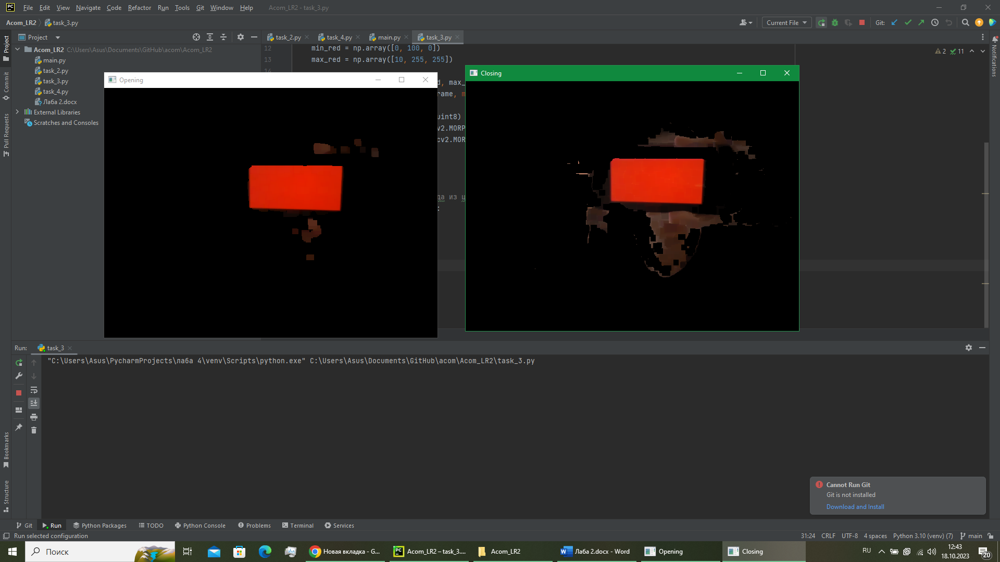 File Edit View Navigate Code Refactor Run Tools Git Window Help Acom_LR2 - task_3.py
Acom_LR2 task_3.py Current File Git:
Project
task_2.py task_4.py main.py task_3.py
Acom_LR2 C:\Users\Asus\Documents\GitHub\acom\Acom_LR2
main.py
task_2.py
task_3.py
task_4.py
Лаба 2.docx
External Libraries
Scratches and Consoles
12 min_red = np.array([0, 100, 0])
13 max_red = np.array([10, 255, 255])
14
2 11
d, max_
rame, m
uint8)
cv2.MORP
cv2.MOR
да из ц
:
Opening
Closing
Project
Commit
Pull Requests
Bookmarks
Structure
Notifications
Run: task_3
"C:\Users\Asus\PycharmProjects\лаба 4\venv\Scripts\python.exe" C:\Users\Asus\Documents\GitHub\acom\Acom_LR2\task_3.py
Cannot Run Git
Git is not installed
Download and Install
Git Run Python Packages TODO Python Console Problems Terminal Services
Run selected configuration 31:24 CRLF UTF-8 4 spaces Python 3.10 (venv) (7) main
Поиск Новая вкладка - G... Acom_LR2 – task_3.... Acom_LR2 Лаба 2.docx - Word Opening Closing RU 12:43
18.10.2023 20